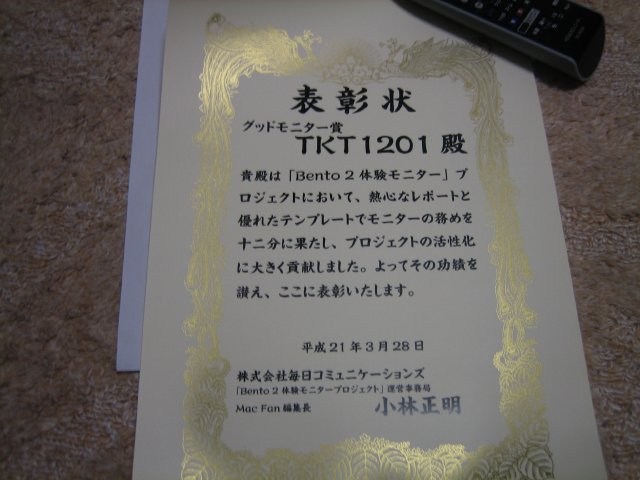 表彰状
グッドモニター賞
TKT1201 殿
貴殿は「Bento 2 体験モニター」プ
ロジェクトにおいて、熱心なレポートと
優れたテンプレートでモニターの務めを
十二分に果たし、プロジェクトの活性化
に大きく貢献しました。よってその功績を
讃え、ここに表彰いたします。
平成21年3月28日
株式会社毎日コミュニケーションズ
「Bento 2 体験モニタープロジェクト」運営事務局
Mac Fan 編集長 小林正明